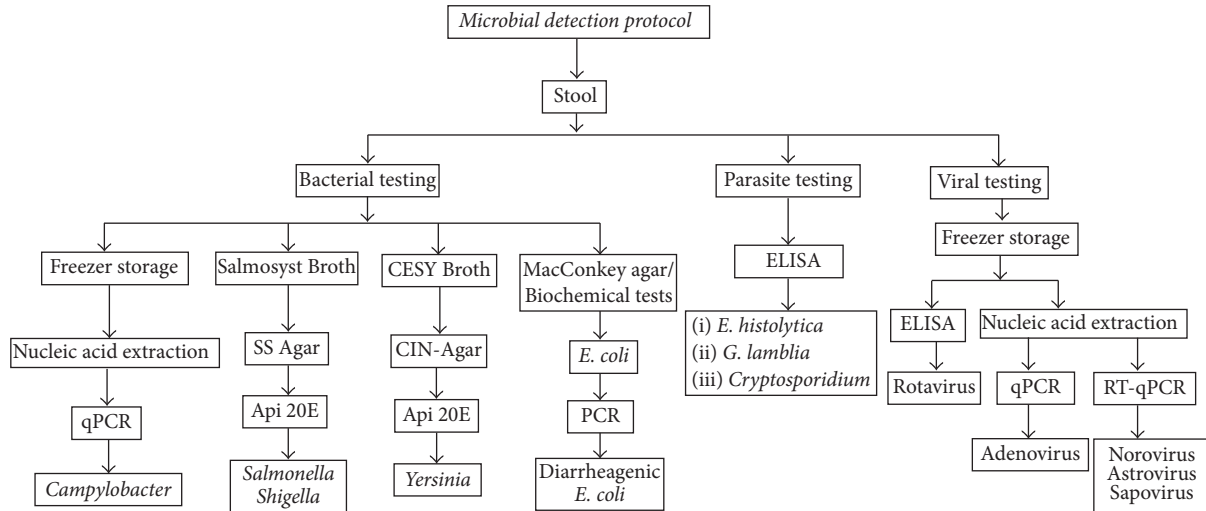 Microbial detection protocol
Stool
Bacterial testing
Parasite testing
Viral testing
Freezer storage
Salmosyst Broth
CESY Broth
MacConkey agar/
Biochemical tests
ELISA
Freezer storage
Nucleic acid extraction
SS Agar
CIN-Agar
E. coli
(i) E. histolytica
(ii) G. lamblia
(iii) Cryptosporidium
ELISA
Nucleic acid extraction
qPCR
Api 20E
Api 20E
PCR
Rotavirus
qPCR
RT-qPCR
Campylobacter
Salmonella
Shigella
Yersinia
Diarrheagenic
E. coli
Adenovirus
Norovirus
Astrovirus
Sapovirus